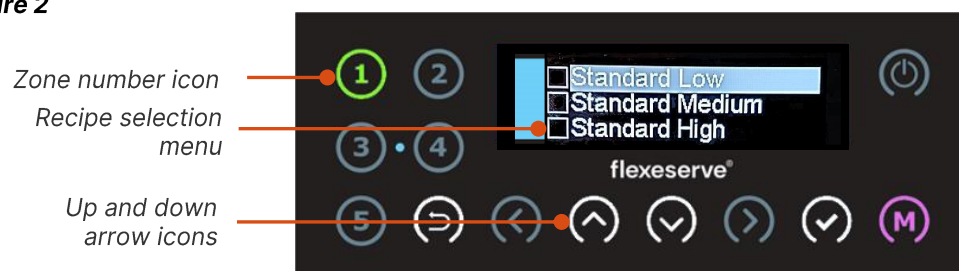 ure 2
Zone number icon
Recipe selection
menu
Up and down
arrow icons
1 2
3 4
5 M
Standard Low
Standard Medium
Standard High
flexeserve®